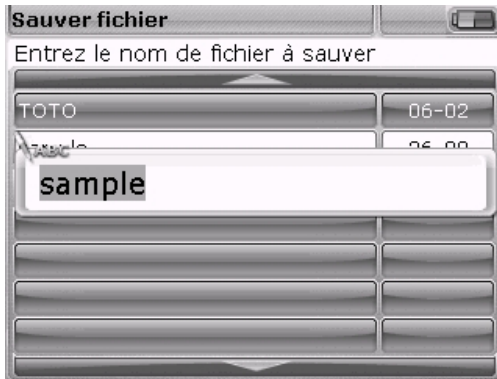 Sauver fichier
Entrez le nom de fichier à sauver
TOTO 06-02
ABC
sample